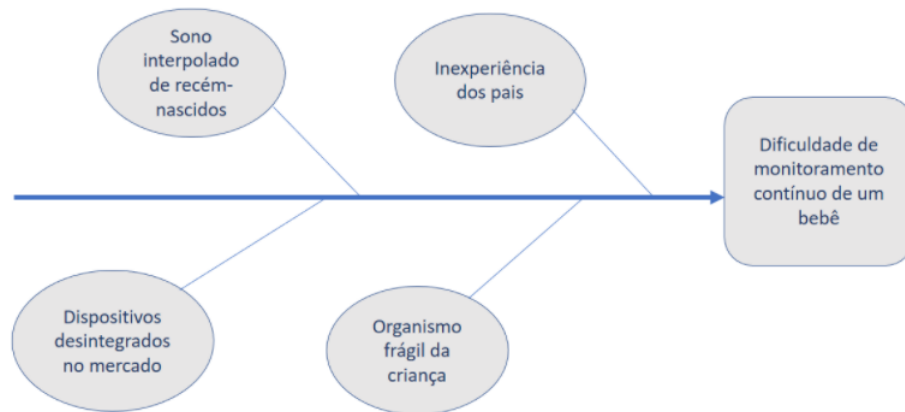 Sono
interpolado
de recém-
nascidos
Inexperiência
dos pais
Dificuldade de
monitoramento
contínuo de um
bebê
Dispositivos
desintegrados
no mercado
Organismo
frágil da
criança